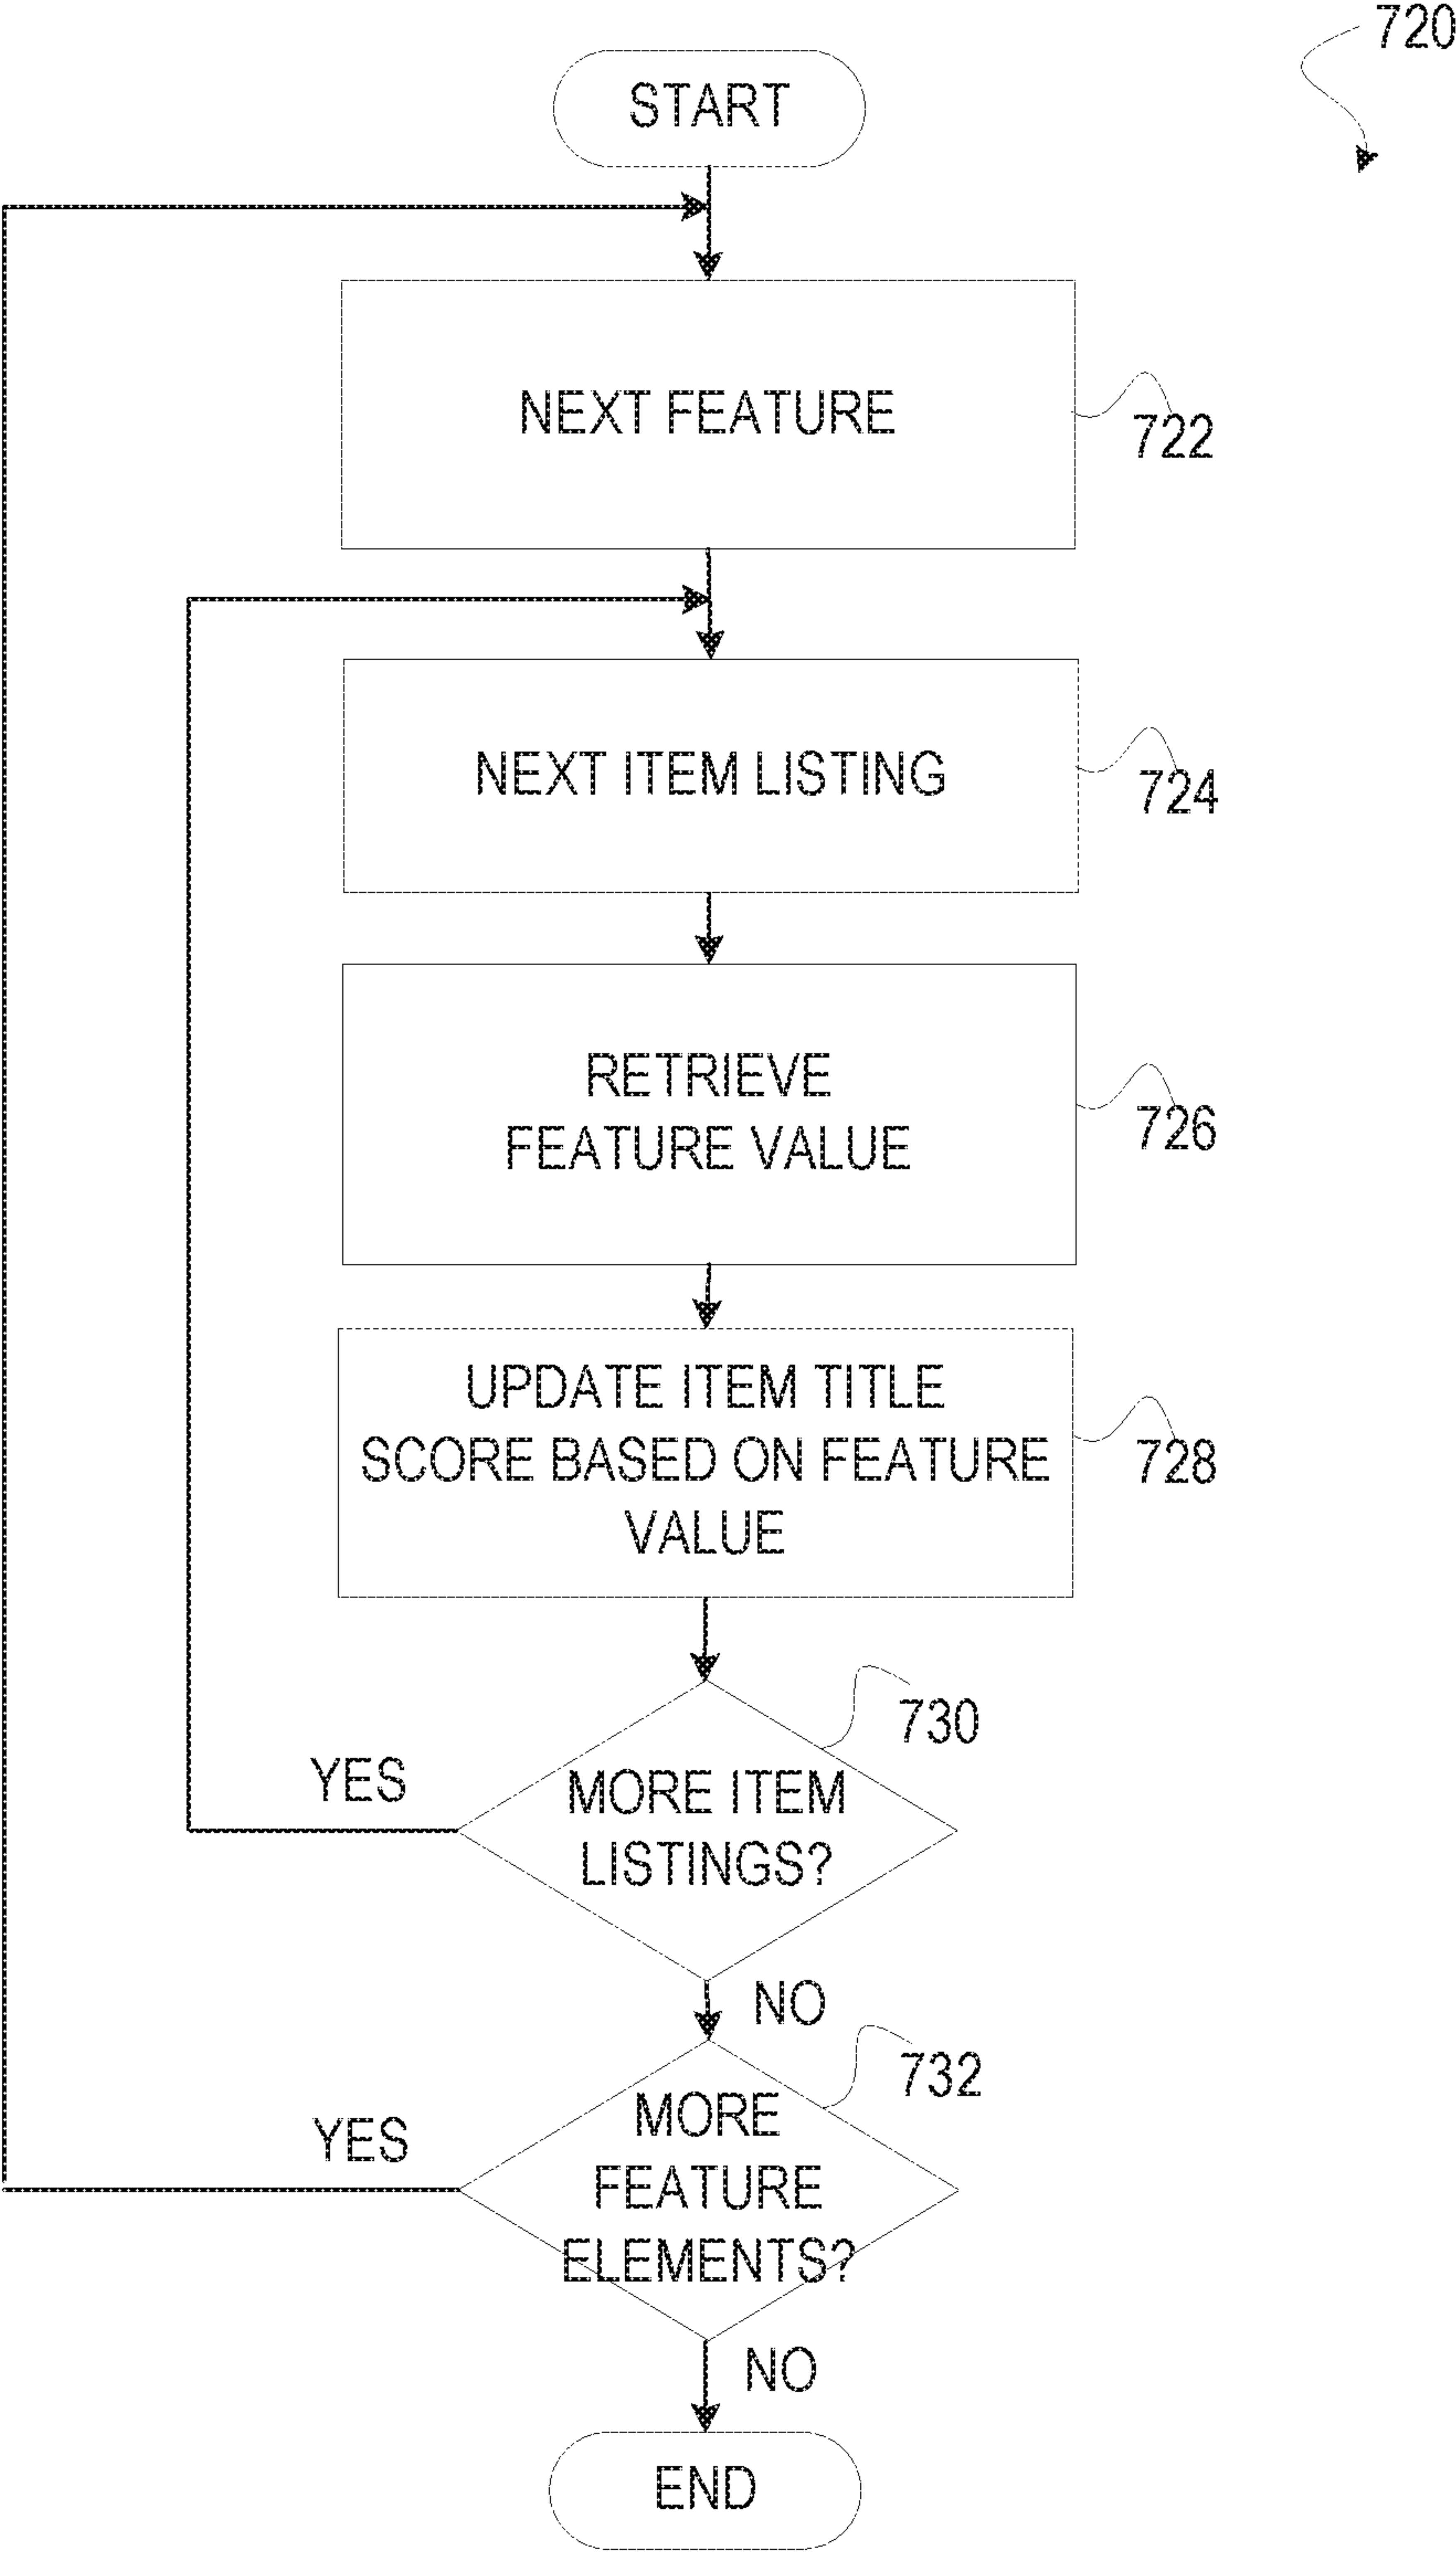 720
START
NEXT FEATURE
722
NEXT ITEM LISTING
724
RETRIEVE
FEATURE VALUE
726
UPDATE ITEM TITLE
SCORE BASED ON FEATURE
VALUE
728
730
YES
MORE ITEM
LISTINGS?
NO
732
MORE
YES
FEATURE
ELEMENTS?
NO
END